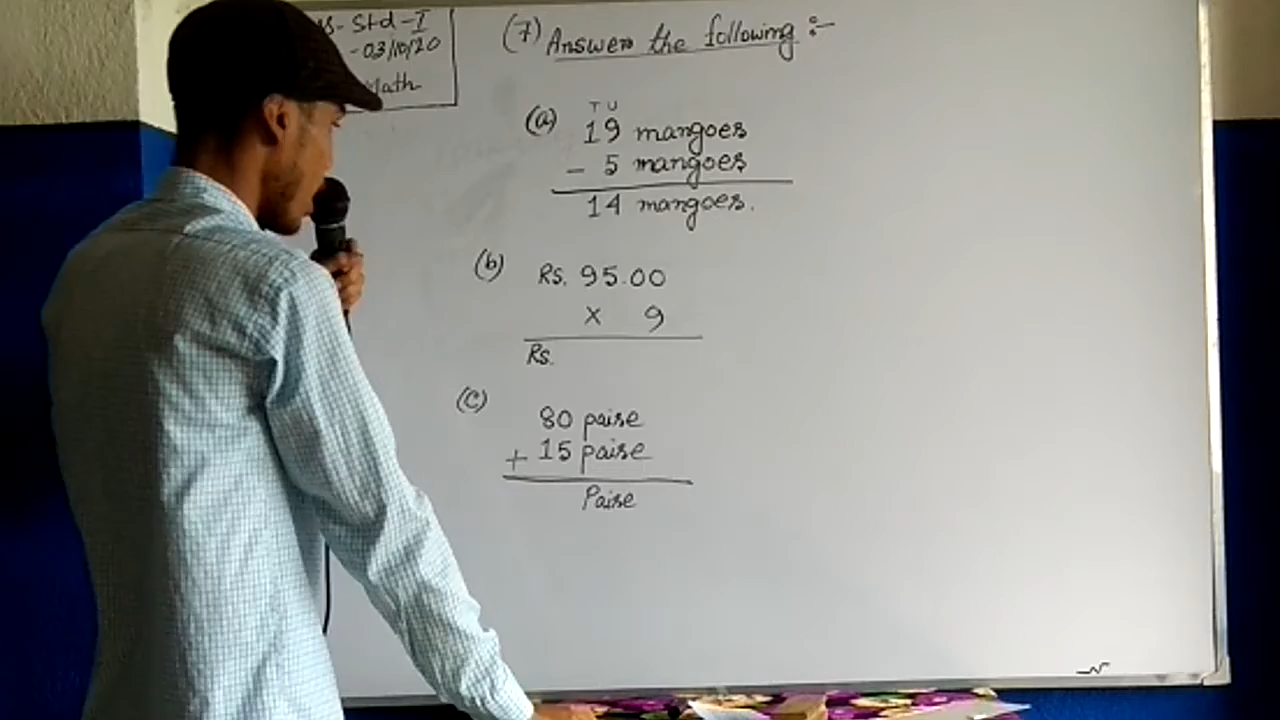 Std-I
-03/10/20
Math
(7) Answer the following :-
T U
(a) 19 mangoes
- 5 mangoes
14 mangoes.
(b) Rs. 95.00
x 9
Rs.
(c) 80 paise
+ 15 paise
Paise